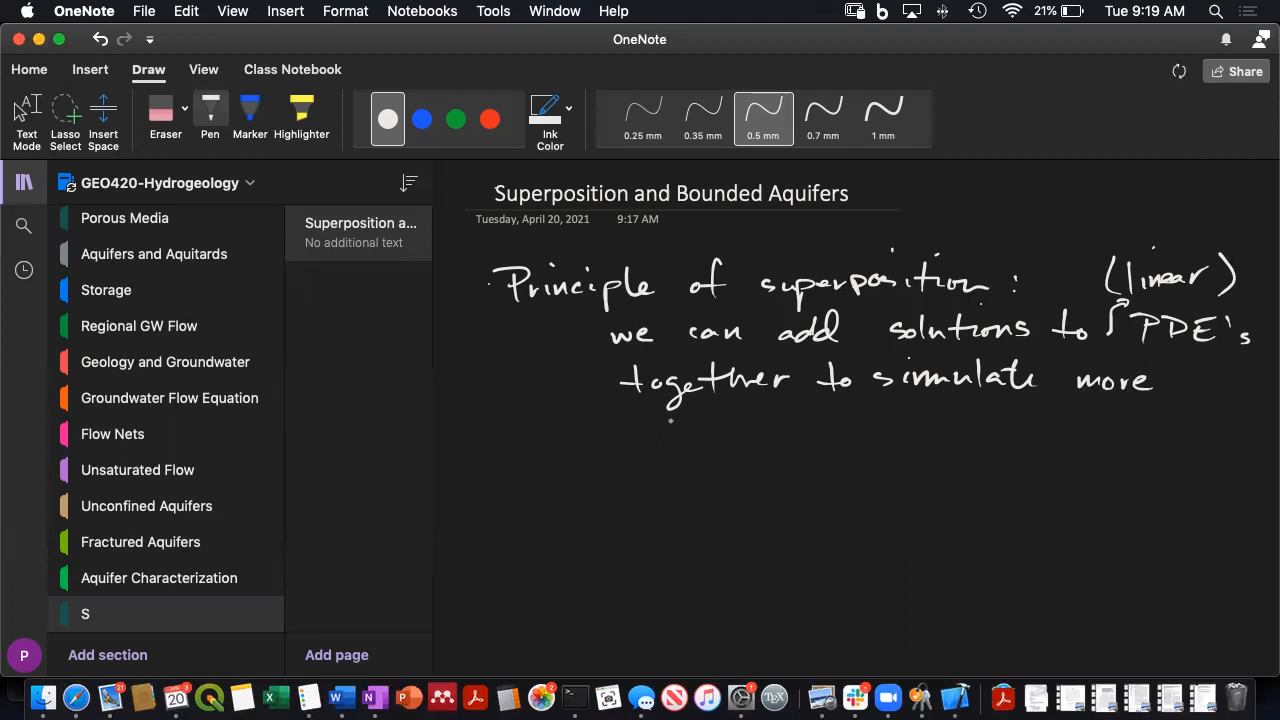 OneNote File Edit View Insert Format Notebooks Tools Window Help 21% Tue 9:19 AM
OneNote
Home Insert Draw View Class Notebook Share
Text Mode Lasso Select Insert Space Eraser Pen Marker Highlighter Ink Color 0.25 mm 0.35 mm 0.5 mm 0.7 mm 1 mm
GEO420-Hydrogeology
Porous Media
Aquifers and Aquitards
Storage
Regional GW Flow
Geology and Groundwater
Groundwater Flow Equation
Flow Nets
Unsaturated Flow
Unconfined Aquifers
Fractured Aquifers
Aquifer Characterization
S
P Add section
Superposition a...
No additional text
Add page
Superposition and Bounded Aquifers
Tuesday, April 20, 2021 9:17 AM
Principle of superposition: (linear)
we can add solutions to PDE's
together to simulate more